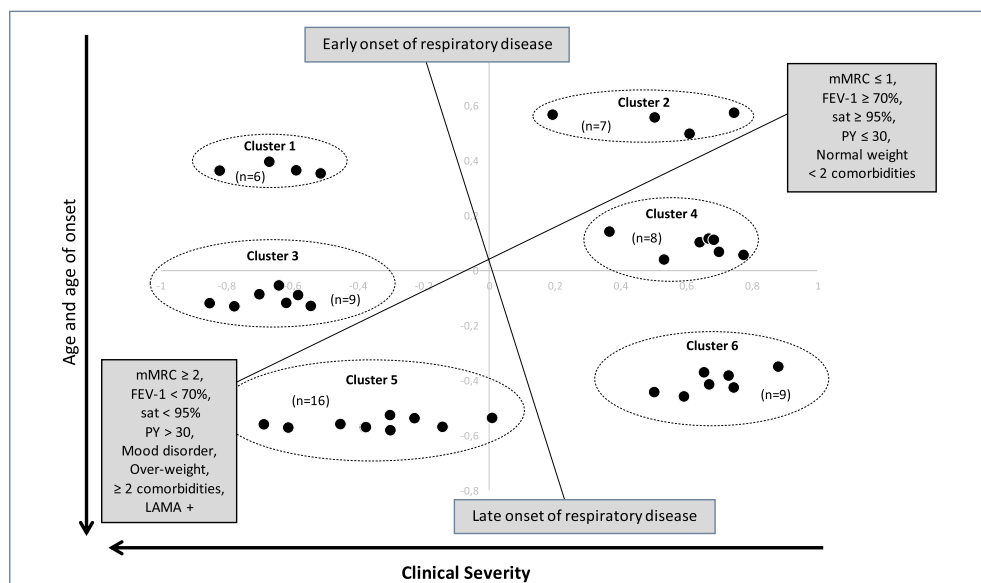 Early onset of respiratory disease
mMRC ≤ 1,
FEV-1 ≥ 70%,
sat ≥ 95%,
PY ≤ 30,
Normal weight
< 2 comorbidities
0,6
Cluster 2
(n=7)
0,4
Cluster 1
(n=6)
0,2
Cluster 4
(n=8)
Cluster 3
(n=9)
-1
-0,8
-0,6
-0,4
-0,2
0
0,2
0,4
0,6
0,8
1
-0,2
Cluster 6
(n=9)
-0,4
Cluster 5
(n=16)
-0,6
-0,8
mMRC ≥ 2,
FEV-1 < 70%,
sat < 95%
PY > 30,
Mood disorder,
Over-weight,
≥ 2 comorbidities,
LAMA +
Late onset of respiratory disease
Age and age of onset
Clinical Severity